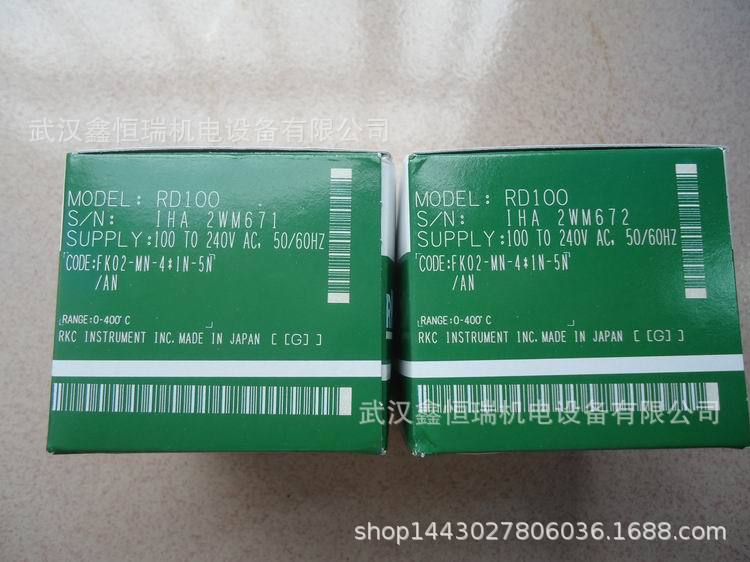 武汉鑫恒瑞机电设备有限公司
MODEL: RD100
S/N: 1HA 2WM671
SUPPLY:100 TO 240V AC, 50/60HZ
CODE:FK02-MN-4*1N-5N
/AN
RANGE:0-400°C
RKC INSTRUMENT INC. MADE IN JAPAN [ [G] ]
MODEL: RD100
S/N: 1HA 2WM672
SUPPLY:100 TO 240V AC, 50/60HZ
CODE:FK02-MN-4*1N-5N
/AN
RANGE:0-400°C
RKC INSTRUMENT INC. MADE IN JAPAN [ [G] ]
武汉鑫恒瑞机电设备有限公司
shop1443027806036.1688.com